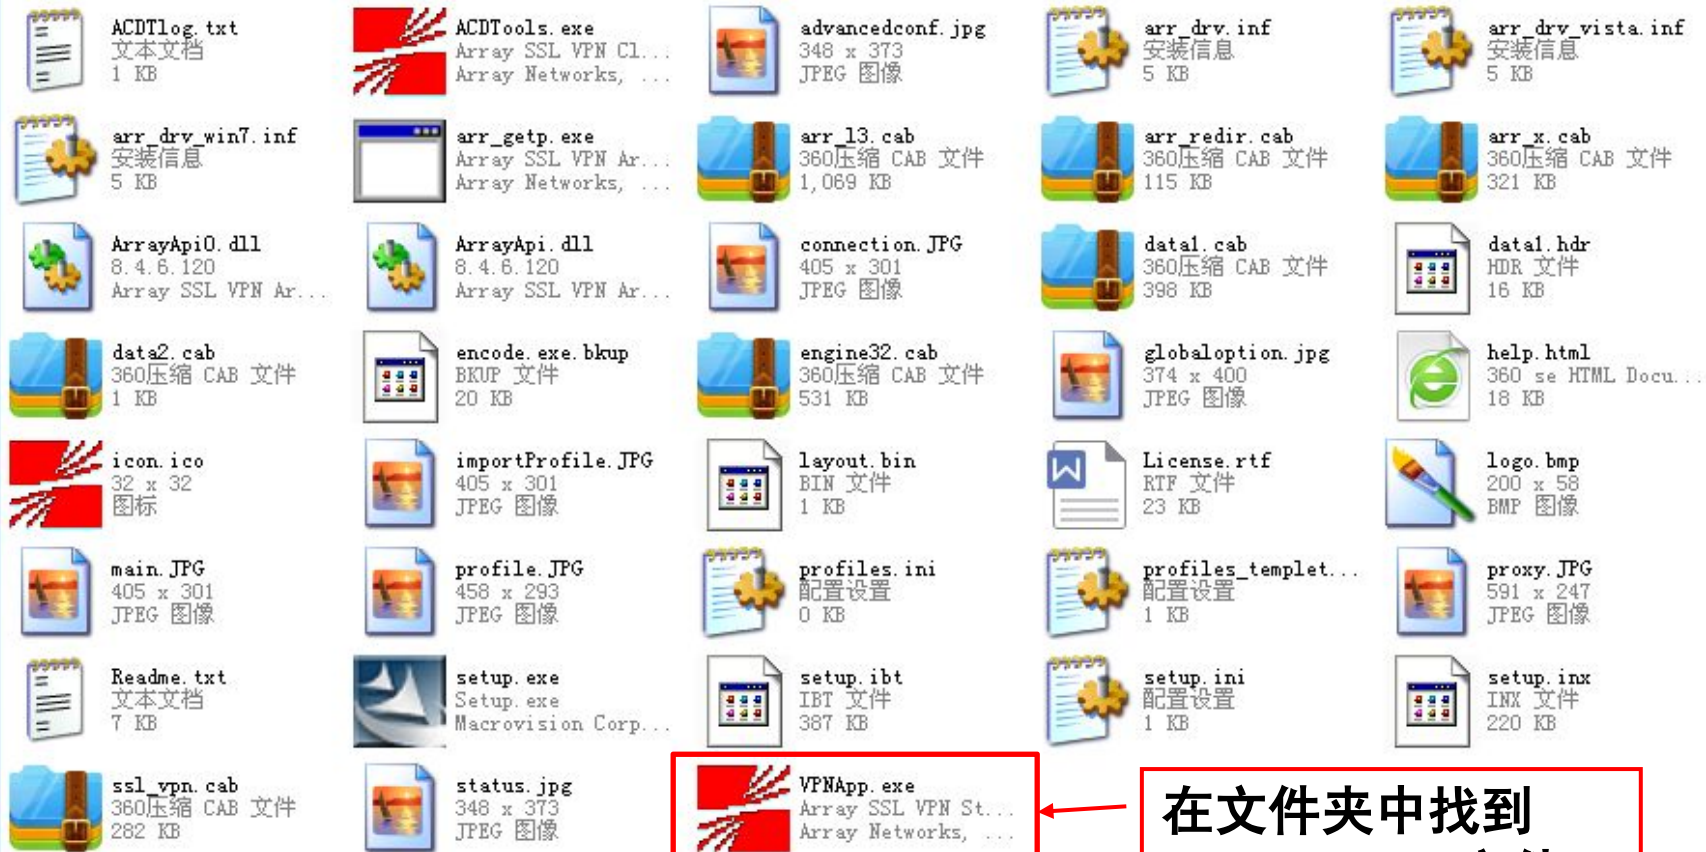 ACDTlog.txt
文本文档
1 KB
ACDTools.exe
Array SSL VPN Cl...
Array Networks, ...
advancedconf.jpg
348 x 373
JPEG 图像
arr_drv.inf
安装信息
5 KB
arr_drv_vista.inf
安装信息
5 KB
arr_drv_win7.inf
安装信息
5 KB
arr_getp.exe
Array SSL VPN Ar...
Array Networks, ...
arr_l3.cab
360压缩 CAB 文件
1,069 KB
arr_redir.cab
360压缩 CAB 文件
115 KB
arr_x.cab
360压缩 CAB 文件
321 KB
ArrayApi0.dll
8.4.6.120
Array SSL VPN Ar...
ArrayApi.dll
8.4.6.120
Array SSL VPN Ar...
connection.JPG
405 x 301
JPEG 图像
data1.cab
360压缩 CAB 文件
398 KB
data1.hdr
HDR 文件
16 KB
data2.cab
360压缩 CAB 文件
1 KB
encode.exe.bkup
BKUP 文件
20 KB
engine32.cab
360压缩 CAB 文件
531 KB
globaloption.jpg
374 x 400
JPEG 图像
help.html
360 se HTML Docu...
18 KB
icon.ico
32 x 32
图标
importProfile.JPG
405 x 301
JPEG 图像
layout.bin
BIN 文件
1 KB
License.rtf
RTF 文件
23 KB
logo.bmp
200 x 58
BMP 图像
main.JPG
405 x 301
JPEG 图像
profile.JPG
458 x 293
JPEG 图像
profiles.ini
配置设置
0 KB
profiles_templet...
配置设置
1 KB
proxy.JPG
591 x 247
JPEG 图像
Readme.txt
文本文档
7 KB
setup.exe
Setup.exe
Macrovision Corp...
setup.ibt
IBT 文件
387 KB
setup.ini
配置设置
1 KB
setup.inx
INX 文件
220 KB
ssl_vpn.cab
360压缩 CAB 文件
282 KB
status.jpg
348 x 373
JPEG 图像
VPNApp.exe
Array SSL VPN St...
Array Networks, ...
在文件夹中找到